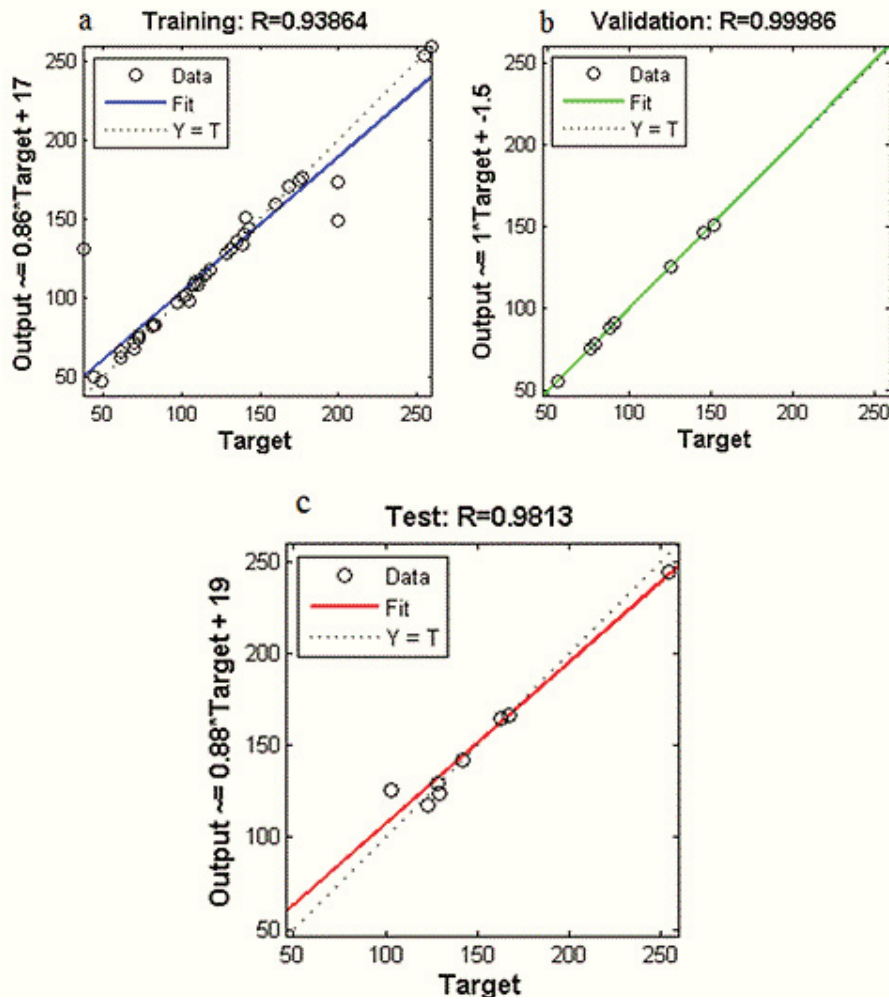 a
Training: R=0.93864
Output ~= 0.86*Target + 17
250
200
150
100
50
Data
Fit
Y = T
50 100 150 200 250
Target
b
Validation: R=0.99986
Output ~= 1*Target + -1.5
250
200
150
100
50
Data
Fit
Y = T
50 100 150 200 250
Target
c
Test: R=0.9813
Output ~= 0.88*Target + 19
250
200
150
100
50
Data
Fit
Y = T
50 100 150 200 250
Target